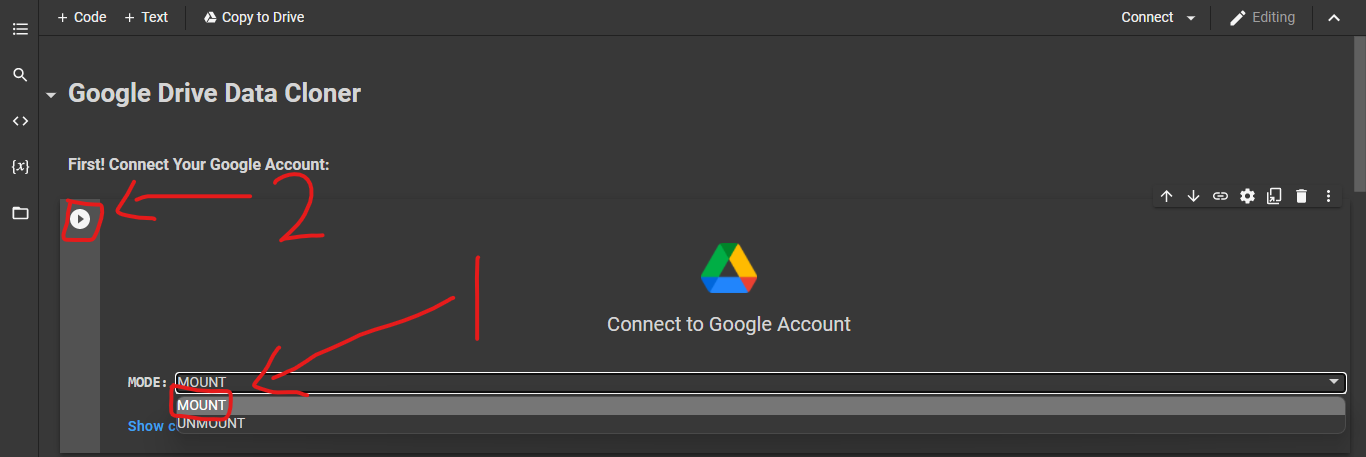 + Code + Text Copy to Drive Connect Editing
Google Drive Data Cloner
First! Connect Your Google Account:
{x}
2
1
Connect to Google Account
MODE: MOUNT
MOUNT
Show c
UNMOUNT